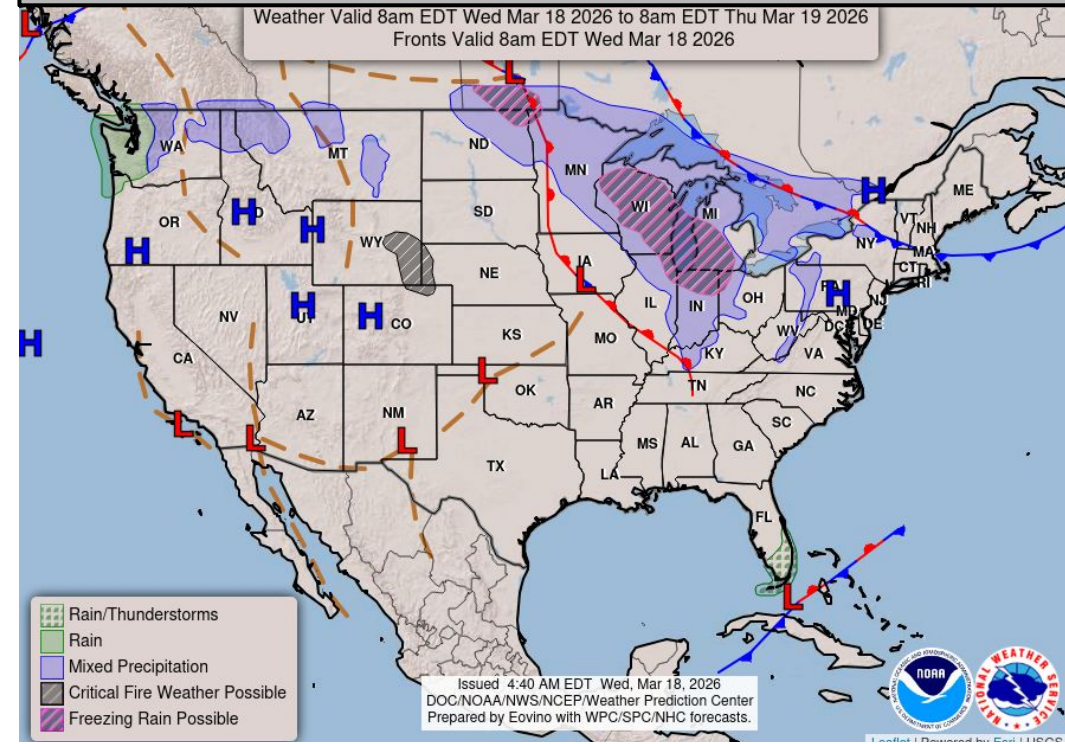 Weather Valid 8am EDT Wed Mar 18 2026 to 8am EDT Thu Mar 19 2026
Fronts Valid 8am EDT Wed Mar 18 2026
L
L
WA
MT
ND
MN
ME
H
OR
H
H
H
WY
SD
WI
MI
VT
NH
NY
MA
CT
RI
NV
H
UT
H
CO
NE
IA
L
IL
IN
OH
H
NJ
MD
DE
DC
WV
VA
H
CA
KS
MO
KY
L
L
AZ
NM
L
L
OK
AR
TN
NC
SC
TX
LA
MS
AL
GA
FL
L
Rain/Thunderstorms
Rain
Mixed Precipitation
Critical Fire Weather Possible
Freezing Rain Possible
Issued 4:40 AM EDT Wed, Mar 18, 2026
DOC/NOAA/NWS/NCEP/Weather Prediction Center
Prepared by Eovino with WPC/SPC/NHC forecasts.
NOAA
NATIONAL WEATHER SERVICE
Leaflet | Powered by Esri | USGS